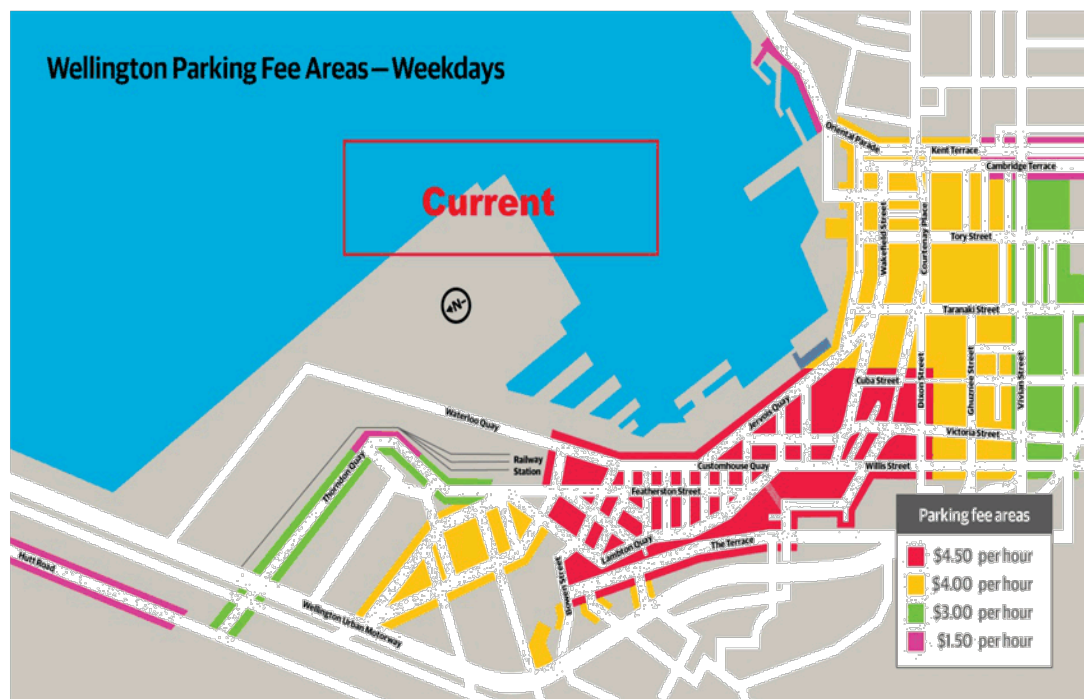 Wellington Parking Fee Areas – Weekdays
Current
N
Oriental Parade
Kent Terrace
Cambridge Terrace
Wakefield Street
Courtenay Place
Tory Street
Taranaki Street
Cuba Street
Dixon Street
Ghuznee Street
Vivian Street
Jervois Quay
Victoria Street
Waterloo Quay
Railway
Station
Customhouse Quay
Willis Street
Thorndon Quay
Featherston Street
Lambton Quay
The Terrace
Bowen Street
Hutt Road
Wellington Urban Motorway
Parking fee areas
$4.50 per hour
$4.00 per hour
$3.00 per hour
$1.50 per hour